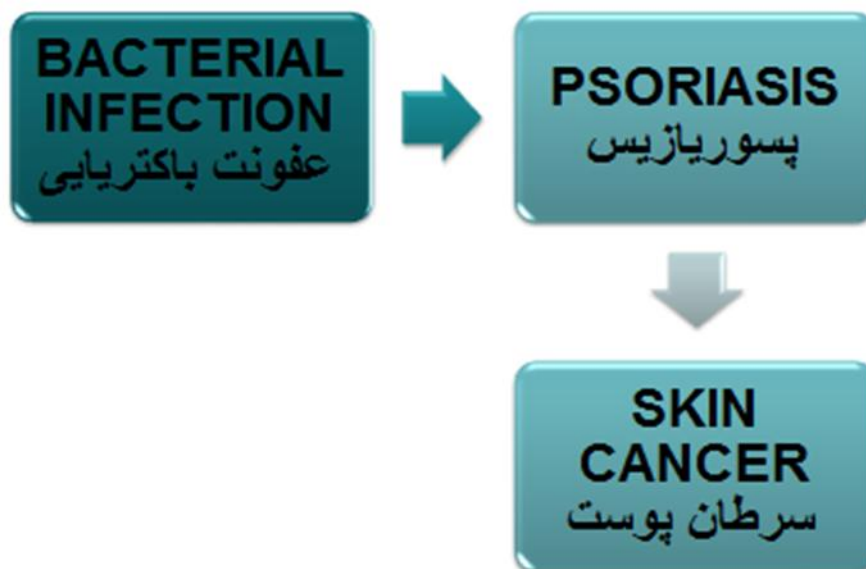 BACTERIAL
INFECTION
عفونت باکتریایی
PSORIASIS
پسوریازیس
SKIN
CANCER
سرطان پوست